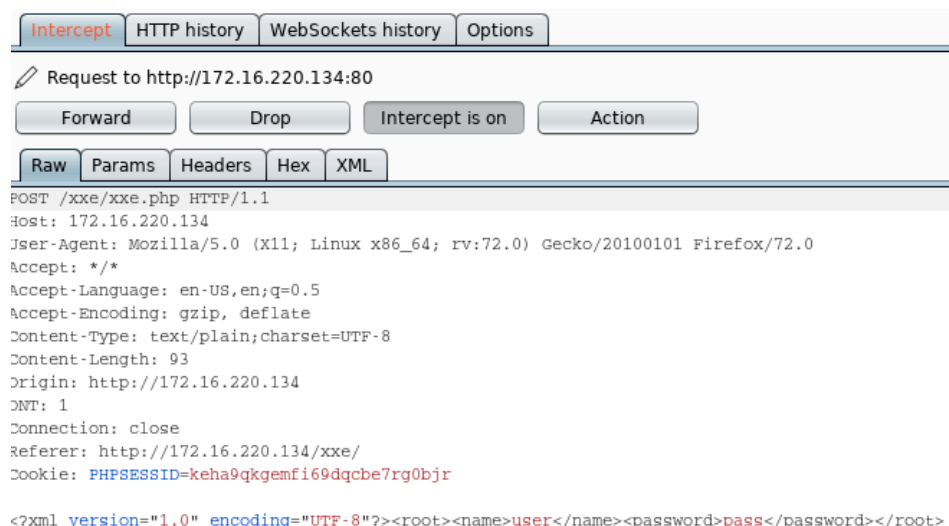 Intercept HTTP history WebSockets history Options
Request to http://172.16.220.134:80
Forward Drop Intercept is on Action
Raw Params Headers Hex XML
POST /xxe/xxe.php HTTP/1.1
Host: 172.16.220.134
User-Agent: Mozilla/5.0 (X11; Linux x86_64; rv:72.0) Gecko/20100101 Firefox/72.0
Accept: */*
Accept-Language: en-US,en;q=0.5
Accept-Encoding: gzip, deflate
Content-Type: text/plain;charset=UTF-8
Content-Length: 93
Origin: http://172.16.220.134
DNT: 1
Connection: close
Referer: http://172.16.220.134/xxe/
Cookie: PHPSESSID=keha9qkgemfi69dqcbe7rg0bjr
<?xml version="1.0" encoding="UTF-8"?><root><name>user</name><password>pass</password></root>